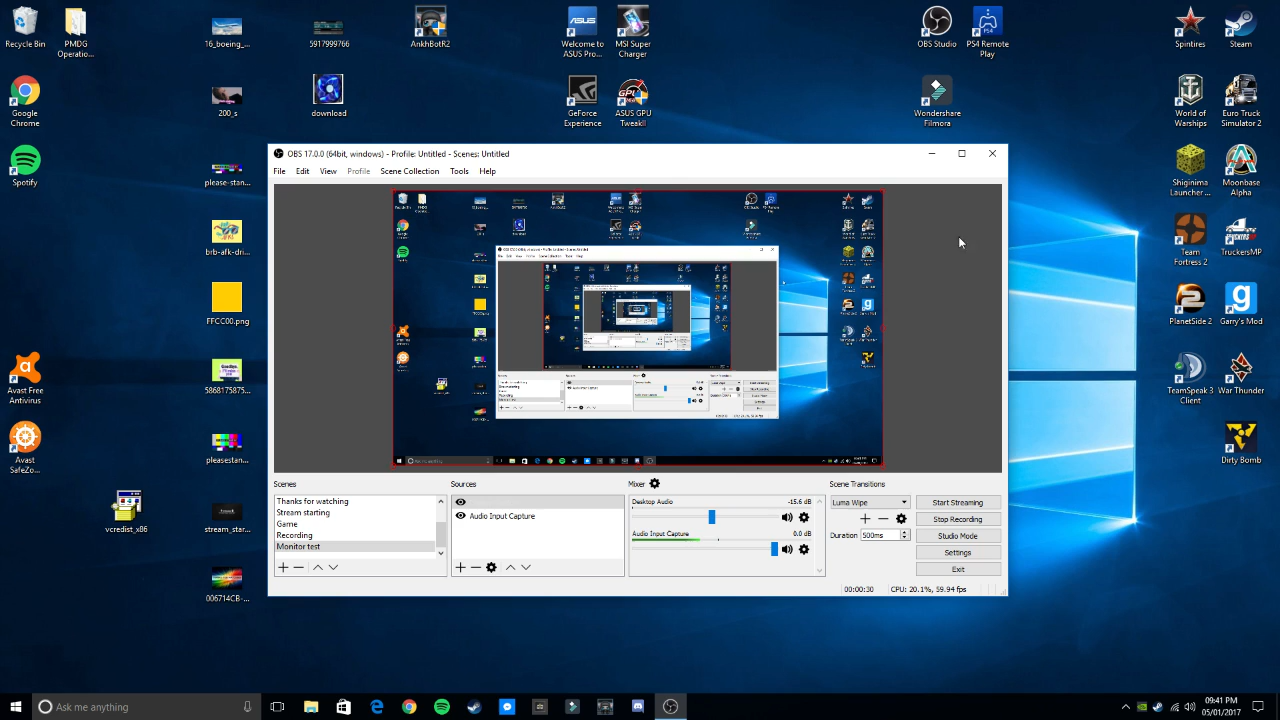 Recycle Bin
PMDG Operatio...
16_boeing_...
5917999766
AnkhBotR2
Welcome to ASUS Pro...
MSI Super Charger
OBS Studio
PS4 Remote Play
Spintires
Steam
Google Chrome
200_s
download
GeForce Experience
ASUS GPU TweakII
Wondershare Filmora
World of Warships
Euro Truck Simulator 2
Spotify
please-stan...
Shiginima Launcher ...
Moonbase Alpha
brb-afk-dri...
Team Fortress 2
TruckersMP
FFCC00.png
PlanetSide 2
Garry's Mod
Avast Free Antivirus
5868175875...
TeamSpeak 3 Client
War Thunder
Avast SafeZo...
pleasestan...
Dirty Bomb
vcredist_x86
stream_star...
006714CB-...
OBS 17.0.0 (64bit, windows) - Profile: Untitled - Scenes: Untitled
File Edit View Profile Scene Collection Tools Help
Scenes
Thanks for watching
Stream starting
Game
Recording
Monitor test
Sources
Audio Input Capture
Mixer
Desktop Audio -15.6 dB
Audio Input Capture 0.0 dB
Scene Transitions
Luma Wipe
Duration 500ms
Start Streaming
Stop Recording
Studio Mode
Settings
Exit
00:00:30 CPU: 20.1%, 59.94 fps
Ask me anything
09:41 PM
05/01/2017